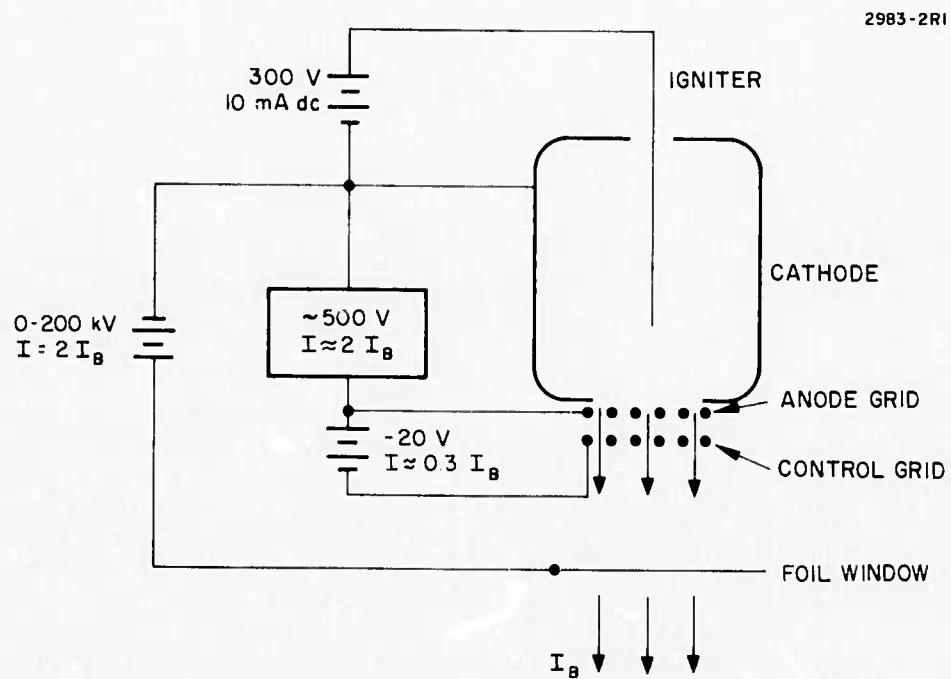 2983-2RI
300 V
10 mA dc
IGNITER
CATHODE
0-200 kV
I = 2 I_B
~500 V
I ≈ 2 I_B
ANODE GRID
-20 V
I ≈ 0.3 I_B
CONTROL GRID
FOIL WINDOW
I_B